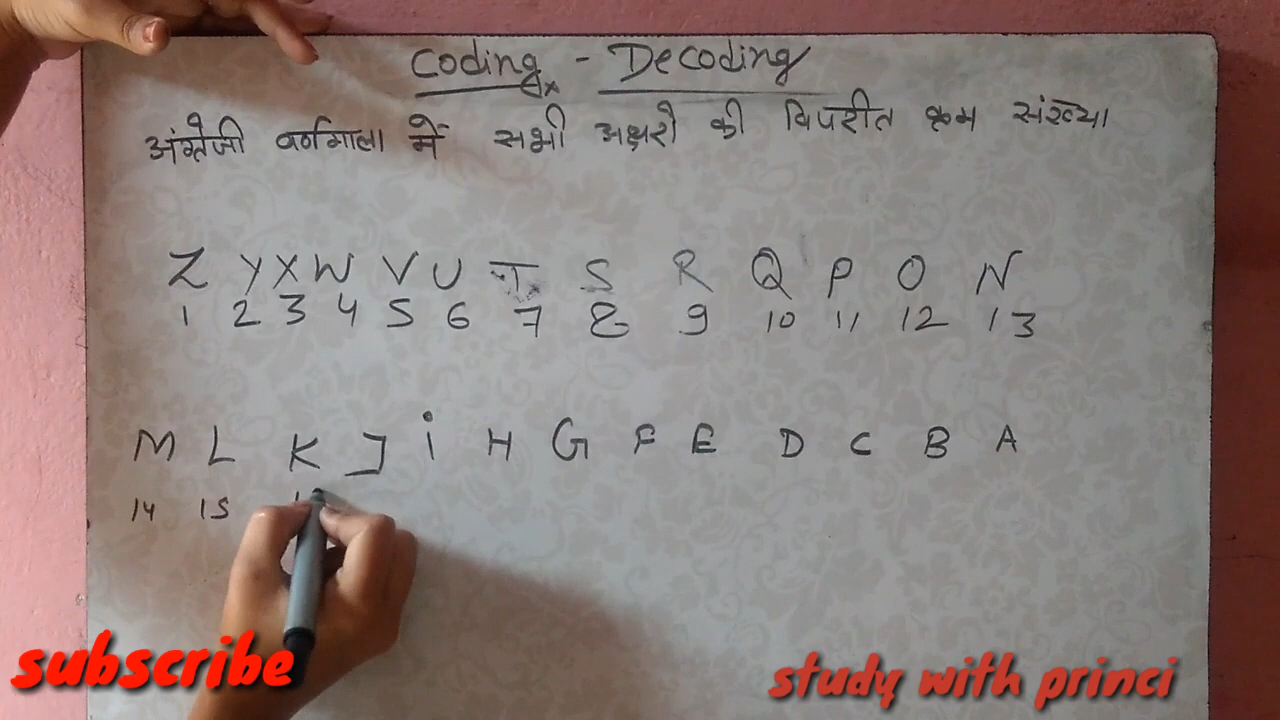 Coding - Decoding
अंग्रेजी वर्णमाला में सभी अक्षरो की विपरीत क्रम संख्या
Z Y X W V U T S R Q P O N
1 2 3 4 5 6 7 8 9 10 11 12 13
M L K J i H G F E D C B A
14 15 1
subscribe
study with princi